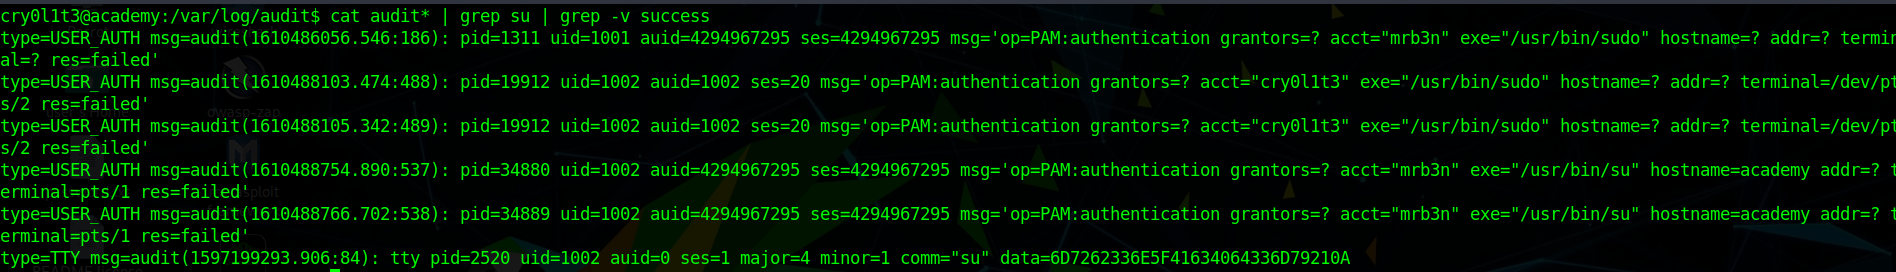 cry0l1t3@academy:/var/log/audit$ cat audit* | grep su | grep -v success
type=USER_AUTH msg=audit(1610486056.546:186): pid=1311 uid=1001 auid=4294967295 ses=4294967295 msg='op=PAM:authentication grantors=? acct="mrb3n" exe="/usr/bin/sudo" hostname=? addr=? termin
al=? res=failed'
type=USER_AUTH msg=audit(1610488103.474:488): pid=19912 uid=1002 auid=1002 ses=20 msg='op=PAM:authentication grantors=? acct="cry0l1t3" exe="/usr/bin/sudo" hostname=? addr=? terminal=/dev/pt
s/2 res=failed'
type=USER_AUTH msg=audit(1610488105.342:489): pid=19912 uid=1002 auid=1002 ses=20 msg='op=PAM:authentication grantors=? acct="cry0l1t3" exe="/usr/bin/sudo" hostname=? addr=? terminal=/dev/pt
s/2 res=failed'
type=USER_AUTH msg=audit(1610488754.890:537): pid=34880 uid=1002 auid=4294967295 ses=4294967295 msg='op=PAM:authentication grantors=? acct="mrb3n" exe="/usr/bin/su" hostname=academy addr=? t
erminal=pts/1 res=failed'
type=USER_AUTH msg=audit(1610488766.702:538): pid=34889 uid=1002 auid=4294967295 ses=4294967295 msg='op=PAM:authentication grantors=? acct="mrb3n" exe="/usr/bin/su" hostname=academy addr=? t
erminal=pts/1 res=failed'
type=TTY msg=audit(1597199293.906:84): tty pid=2520 uid=1002 auid=0 ses=1 major=4 minor=1 comm="su" data=6D7262336E5F41634064336D79210A